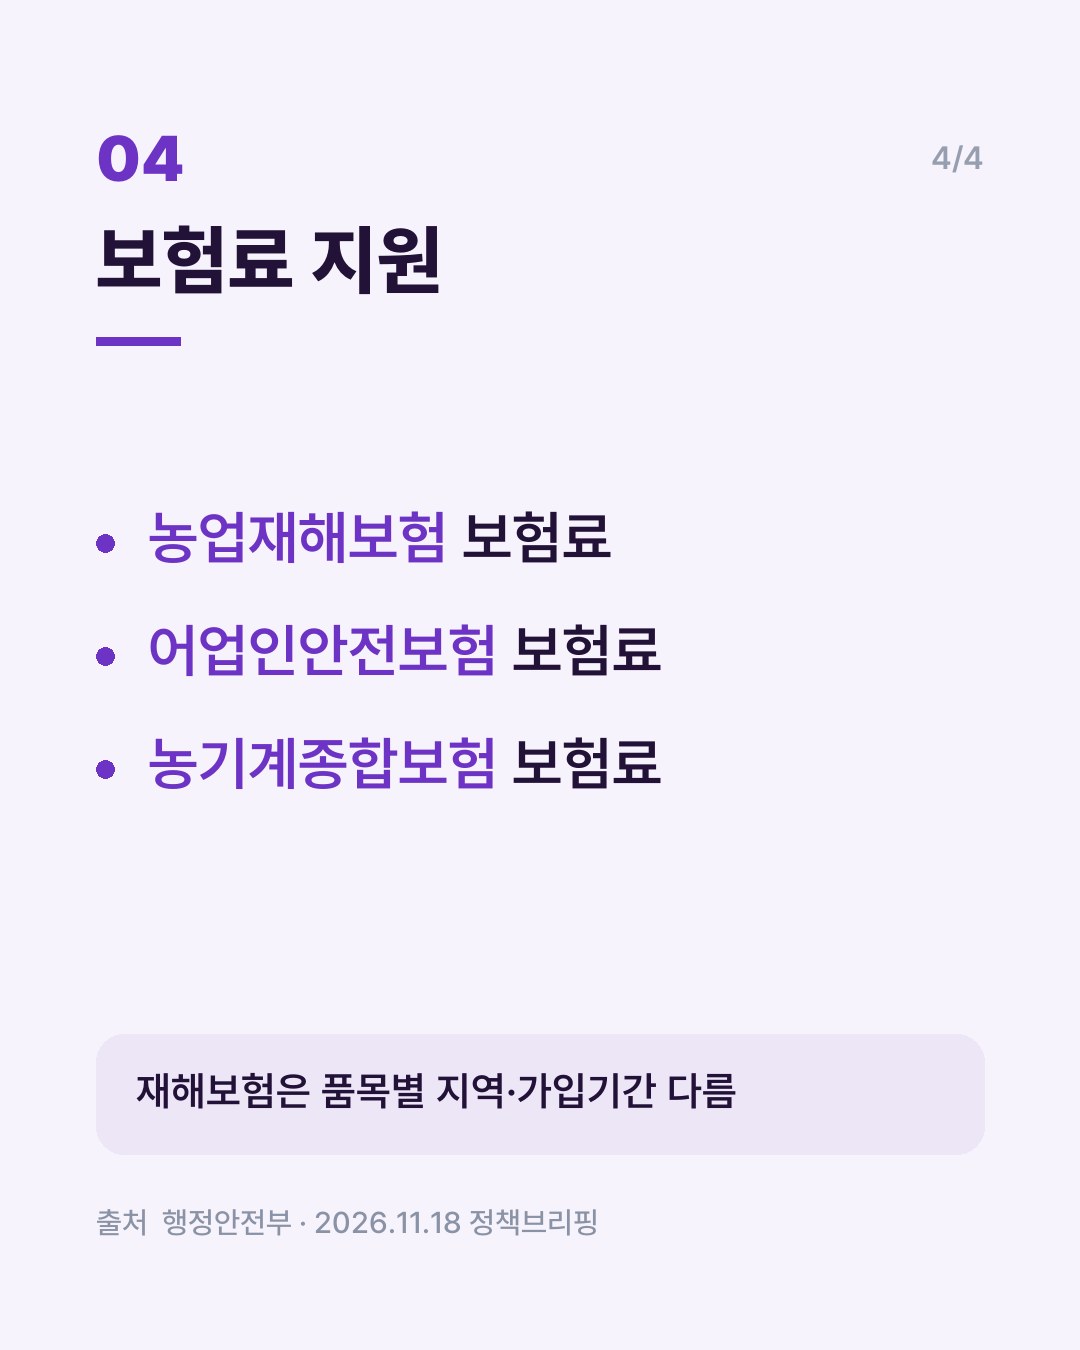 04
4/4
보험료 지원
• 농업재해보험 보험료
• 어업인안전보험 보험료
• 농기계종합보험 보험료
재해보험은 품목별 지역·가입기간 다름
출처 행정안전부 · 2026.11.18 정책브리핑